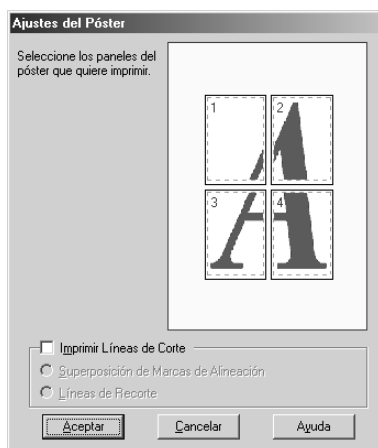 Ajustes del Póster
Seleccione los paneles del
póster que quiere imprimir.
1 2
3 4
A
Imprimir Líneas de Corte
Superposición de Marcas de Alineación
Líneas de Recorte
Aceptar Cancelar Ayuda